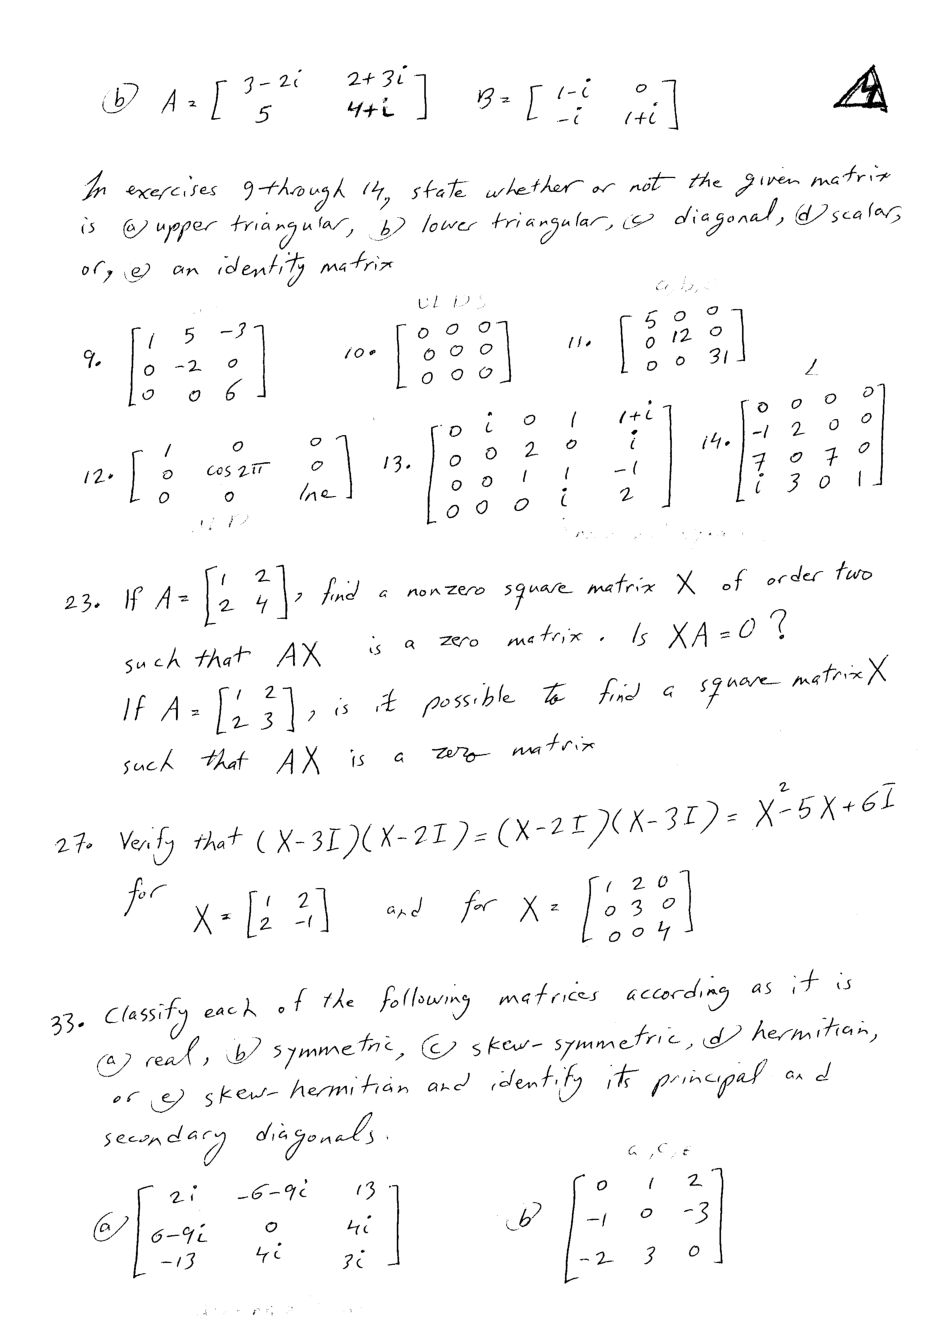 (b) A = [ 3-2i 2+3i ; 5 4+i ] B = [ 1-i 0 ; -i 1+i ]
In exercises 9 through 14, state whether or not the given matrix
is (a) upper triangular, (b) lower triangular, (c) diagonal, (d) scalar,
or, (e) an identity matrix
9. [ 1 5 -3 ; 0 -2 0 ; 0 0 6 ] 10. [ 0 0 0 ; 0 0 0 ; 0 0 0 ] 11. [ 5 0 0 ; 0 12 0 ; 0 0 31 ]
12. [ 1 0 0 ; 0 cos 2π 0 ; 0 0 lne ] 13. [ 0 i 0 1 1+i ; 0 0 2 0 i ; 0 0 1 1 -1 ; 0 0 0 i 2 ] 14. [ 0 0 0 0 ; -1 2 0 0 ; 7 0 7 0 ; i 3 0 1 ]
23. If A = [ 1 2 ; 2 4 ], find a nonzero square matrix X of order two
such that AX is a zero matrix. Is XA=0?
If A = [ 1 2 ; 2 3 ], is it possible to find a square matrix X
such that AX is a zero matrix
27. Verify that (X-3I)(X-2I)=(X-2I)(X-3I)= X²-5X+6I
for X = [ 1 2 ; 2 -1 ] and for X = [ 1 2 0 ; 0 3 0 ; 0 0 4 ]
33. Classify each of the following matrices according as it is
(a) real, (b) symmetric, (c) skew-symmetric, (d) hermitian,
or (e) skew-hermitian and identify its principal and
secondary diagonals.
(a) [ 2i -6-9i 13 ; 6-9i 0 4i ; -13 4i 3i ] (b) [ 0 1 2 ; -1 0 -3 ; -2 3 0 ]